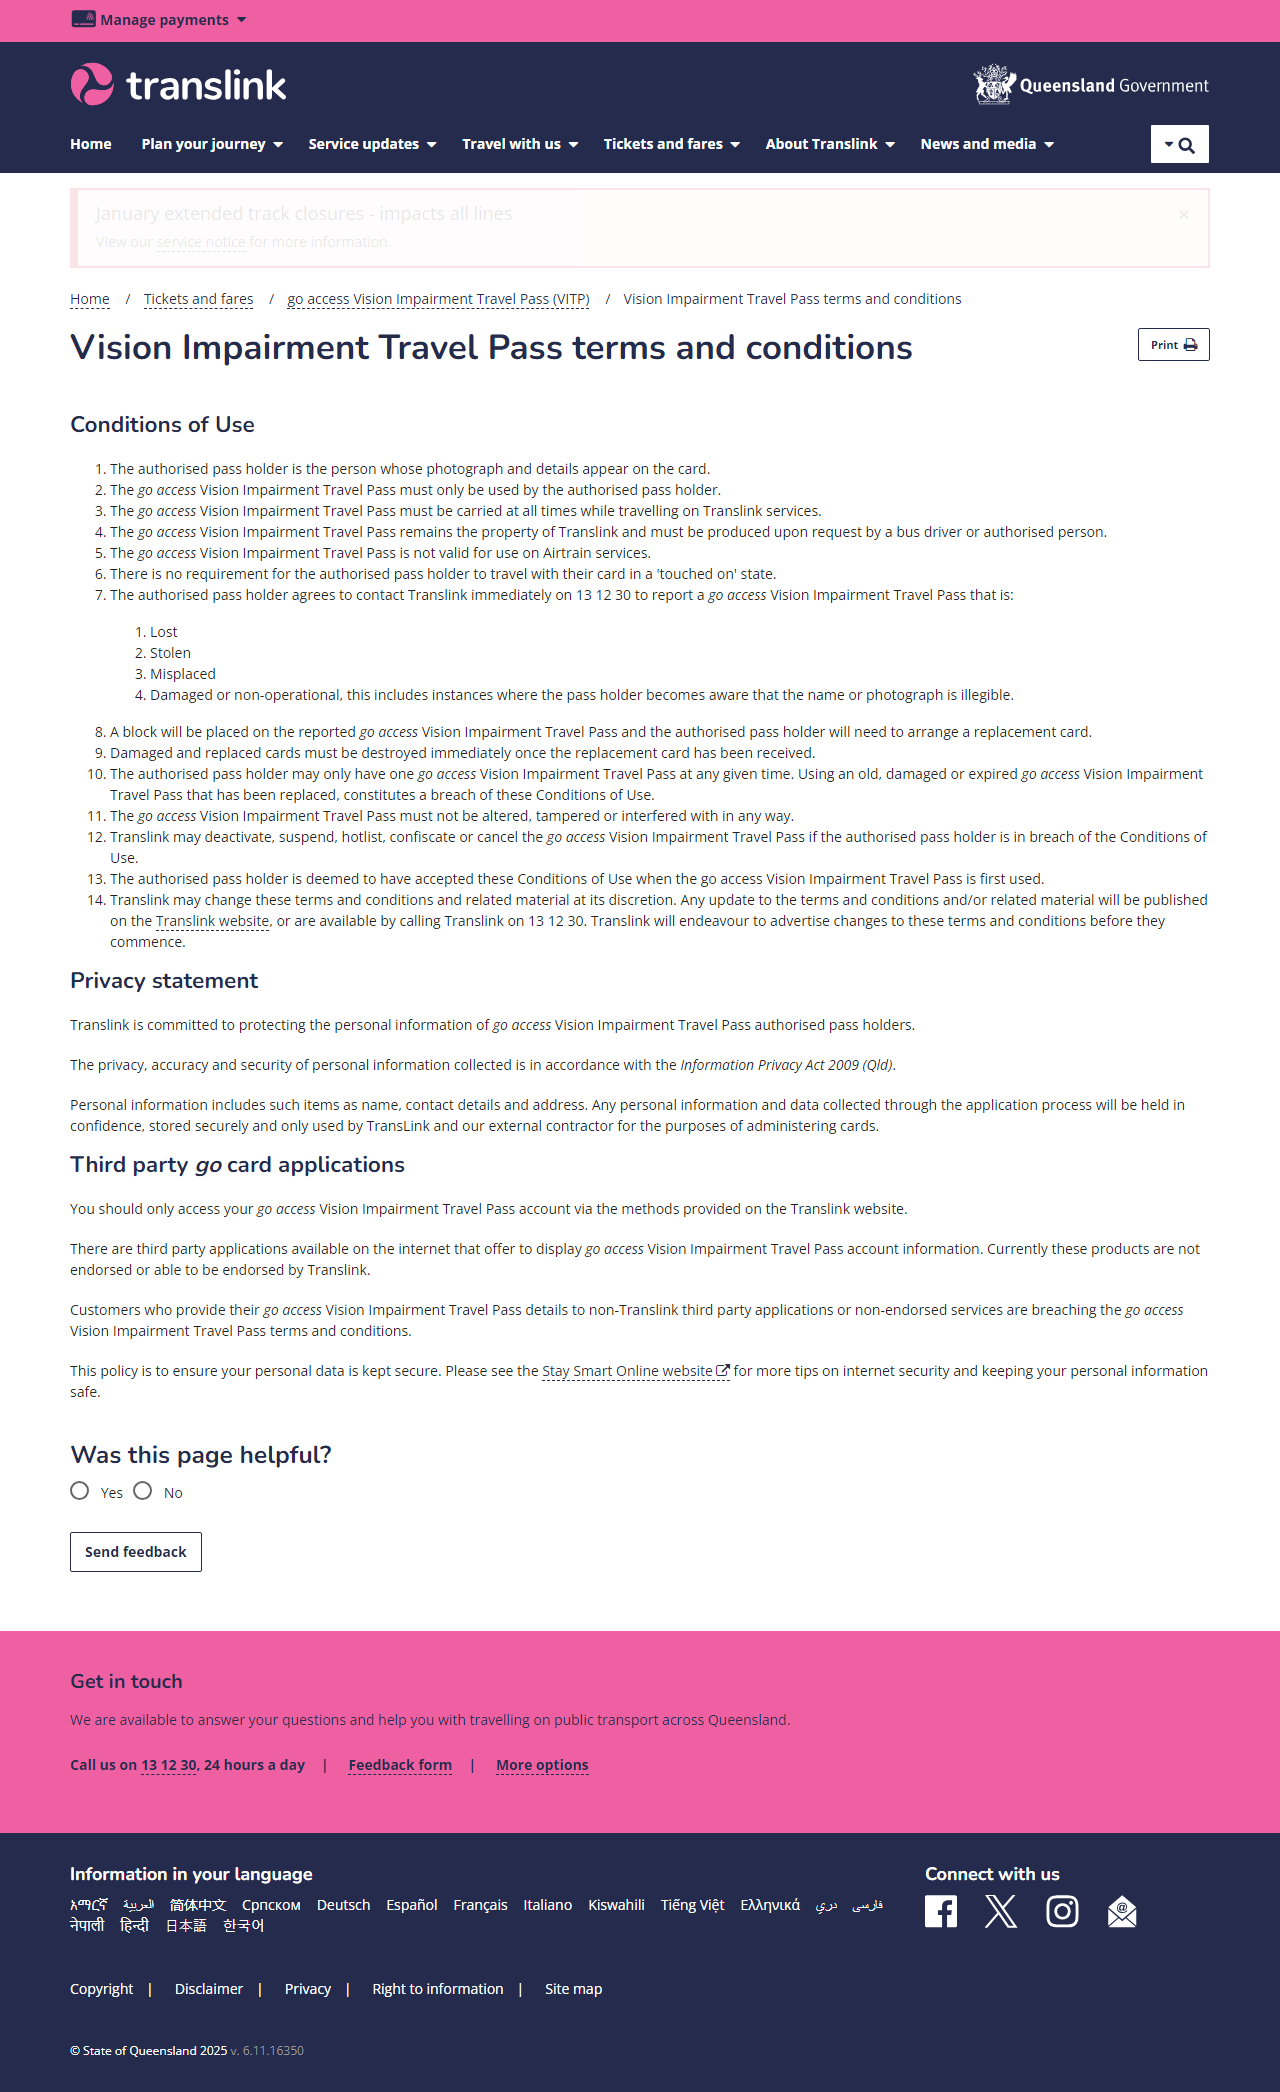 Manage payments
translink
Queensland Government
Home Plan your journey Service updates Travel with us Tickets and fares About Translink News and media
January extended track closures - impacts all lines ×
View our service notice for more information.
Home / Tickets and fares / go access Vision Impairment Travel Pass (VITP) / Vision Impairment Travel Pass terms and conditions
Vision Impairment Travel Pass terms and conditions
Print
Conditions of Use
1. The authorised pass holder is the person whose photograph and details appear on the card.
2. The go access Vision Impairment Travel Pass must only be used by the authorised pass holder.
3. The go access Vision Impairment Travel Pass must be carried at all times while travelling on Translink services.
4. The go access Vision Impairment Travel Pass remains the property of Translink and must be produced upon request by a bus driver or authorised person.
5. The go access Vision Impairment Travel Pass is not valid for use on Airtrain services.
6. There is no requirement for the authorised pass holder to travel with their card in a 'touched on' state.
7. The authorised pass holder agrees to contact Translink immediately on 13 12 30 to report a go access Vision Impairment Travel Pass that is:
1. Lost
2. Stolen
3. Misplaced
4. Damaged or non-operational, this includes instances where the pass holder becomes aware that the name or photograph is illegible.
8. A block will be placed on the reported go access Vision Impairment Travel Pass and the authorised pass holder will need to arrange a replacement card.
9. Damaged and replaced cards must be destroyed immediately once the replacement card has been received.
10. The authorised pass holder may only have one go access Vision Impairment Travel Pass at any given time. Using an old, damaged or expired go access Vision Impairment
Travel Pass that has been replaced, constitutes a breach of these Conditions of Use.
11. The go access Vision Impairment Travel Pass must not be altered, tampered or interfered with in any way.
12. Translink may deactivate, suspend, hotlist, confiscate or cancel the go access Vision Impairment Travel Pass if the authorised pass holder is in breach of the Conditions of
Use.
13. The authorised pass holder is deemed to have accepted these Conditions of Use when the go access Vision Impairment Travel Pass is first used.
14. Translink may change these terms and conditions and related material at its discretion. Any update to the terms and conditions and/or related material will be published
on the Translink website, or are available by calling Translink on 13 12 30. Translink will endeavour to advertise changes to these terms and conditions before they
commence.
Privacy statement
Translink is committed to protecting the personal information of go access Vision Impairment Travel Pass authorised pass holders.
The privacy, accuracy and security of personal information collected is in accordance with the Information Privacy Act 2009 (Qld).
Personal information includes such items as name, contact details and address. Any personal information and data collected through the application process will be held in
confidence, stored securely and only used by TransLink and our external contractor for the purposes of administering cards.
Third party go card applications
You should only access your go access Vision Impairment Travel Pass account via the methods provided on the Translink website.
There are third party applications available on the internet that offer to display go access Vision Impairment Travel Pass account information. Currently these products are not
endorsed or able to be endorsed by Translink.
Customers who provide their go access Vision Impairment Travel Pass details to non-Translink third party applications or non-endorsed services are breaching the go access
Vision Impairment Travel Pass terms and conditions.
This policy is to ensure your personal data is kept secure. Please see the Stay Smart Online website for more tips on internet security and keeping your personal information
safe.
Was this page helpful?
Yes No
Send feedback
Get in touch
We are available to answer your questions and help you with travelling on public transport across Queensland.
Call us on 13 12 30, 24 hours a day | Feedback form | More options
Information in your language
አማርኛ العربية 简体中文 Српском Deutsch Español Français Italiano Kiswahili Tiếng Việt Ελληνικά دري فارسی
नेपाली हिन्दी 日本語 한국어
Connect with us
Copyright | Disclaimer | Privacy | Right to information | Site map
© State of Queensland 2025 v. 6.11.16350